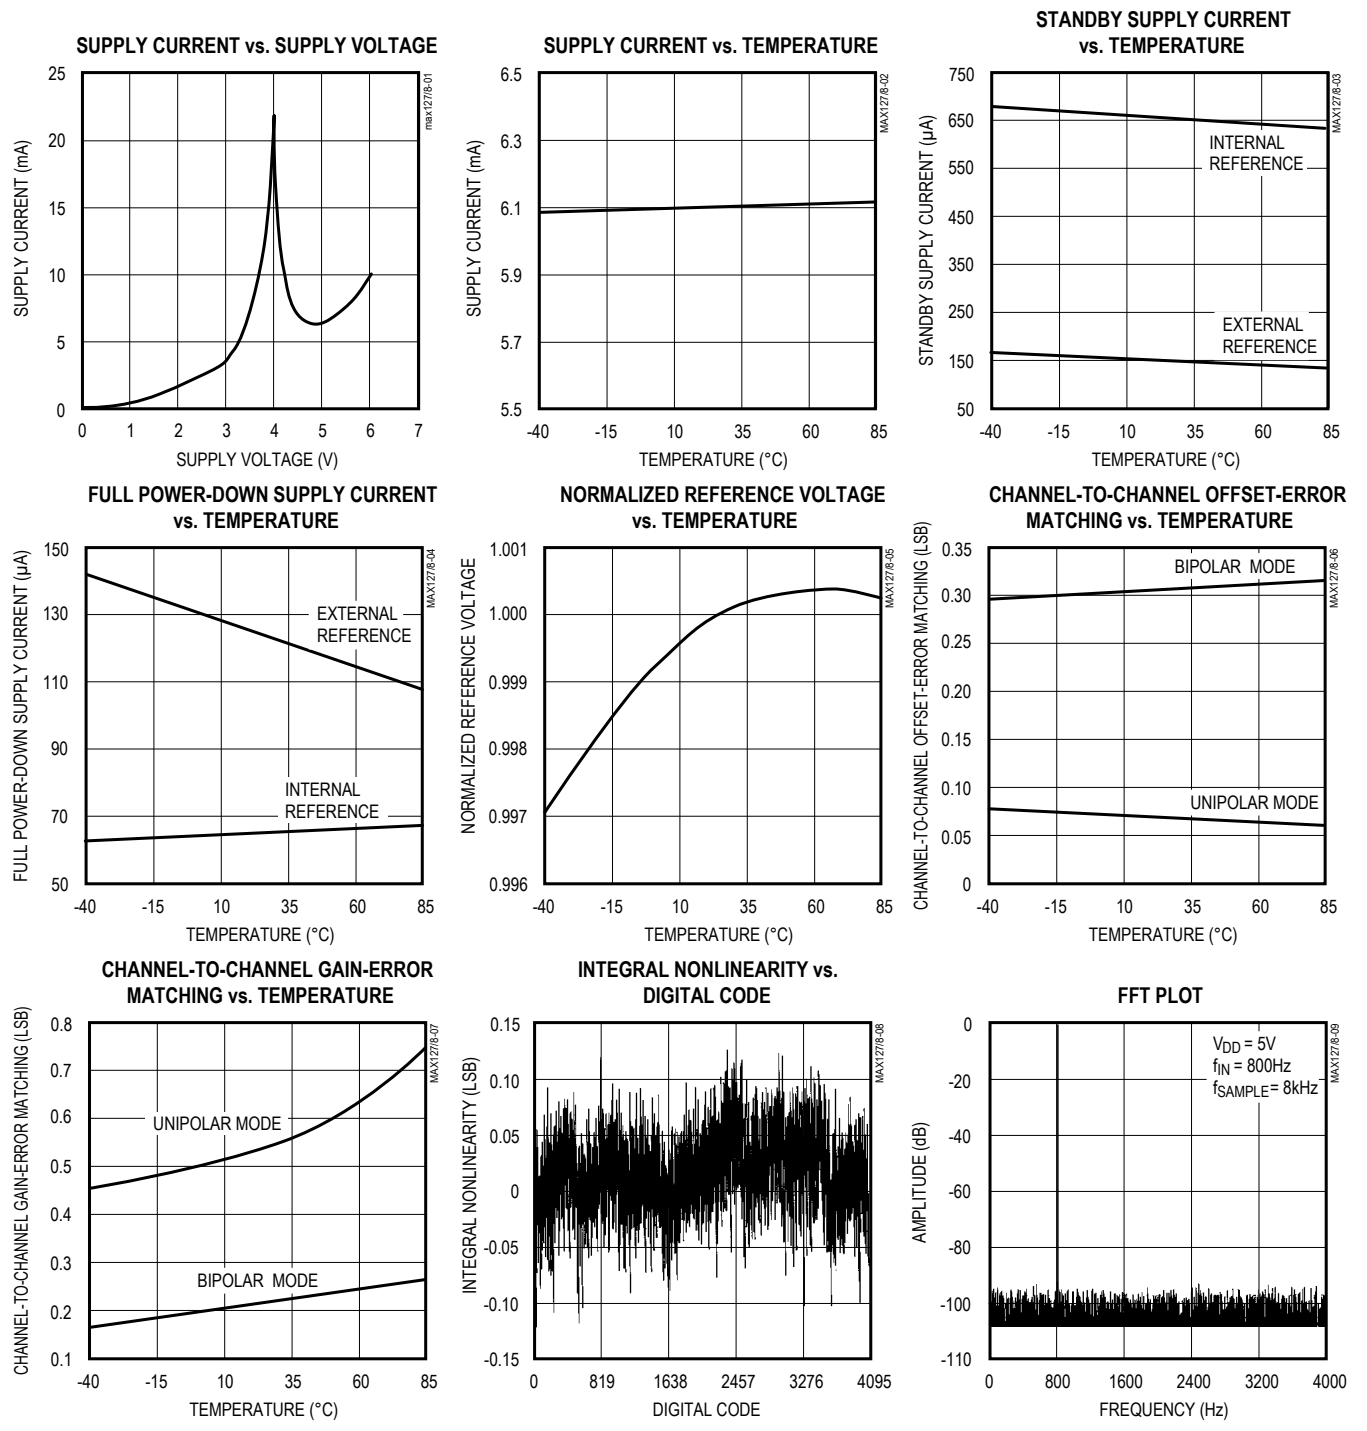 SUPPLY CURRENT vs. SUPPLY VOLTAGE
25
20
15
10
5
0
0 1 2 3 4 5 6 7
SUPPLY CURRENT (mA)
SUPPLY VOLTAGE (V)
max127/8-01
SUPPLY CURRENT vs. TEMPERATURE
6.5
6.3
6.1
5.9
5.7
5.5
-40 -15 10 35 60 85
SUPPLY CURRENT (mA)
TEMPERATURE (°C)
MAX127/8-02
STANDBY SUPPLY CURRENT
vs. TEMPERATURE
750
650
550
450
350
250
150
50
-40 -15 10 35 60 85
STANDBY SUPPLY CURRENT (µA)
TEMPERATURE (°C)
INTERNAL
REFERENCE
EXTERNAL
REFERENCE
MAX127/8-03
FULL POWER-DOWN SUPPLY CURRENT
vs. TEMPERATURE
150
130
110
90
70
50
-40 -15 10 35 60 85
FULL POWER-DOWN SUPPLY CURRENT (µA)
TEMPERATURE (°C)
EXTERNAL
REFERENCE
INTERNAL
REFERENCE
MAX127/8-04
NORMALIZED REFERENCE VOLTAGE
vs. TEMPERATURE
1.001
1.000
0.999
0.998
0.997
0.996
-40 -15 10 35 60 85
NORMALIZED REFERENCE VOLTAGE
TEMPERATURE (°C)
MAX127/8-05
CHANNEL-TO-CHANNEL OFFSET-ERROR
MATCHING vs. TEMPERATURE
0.35
0.30
0.25
0.20
0.15
0.10
0.05
0
-40 -15 10 35 60 85
CHANNEL-TO-CHANNEL OFFSET-ERROR MATCHING (LSB)
TEMPERATURE (°C)
BIPOLAR MODE
UNIPOLAR MODE
MAX127/8-06
CHANNEL-TO-CHANNEL GAIN-ERROR
MATCHING vs. TEMPERATURE
0.8
0.7
0.6
0.5
0.4
0.3
0.2
0.1
-40 -15 10 35 60 85
CHANNEL-TO-CHANNEL GAIN-ERROR MATCHING (LSB)
TEMPERATURE (°C)
UNIPOLAR MODE
BIPOLAR MODE
MAX127/8-07
INTEGRAL NONLINEARITY vs.
DIGITAL CODE
0.15
0.10
0.05
0
-0.05
-0.10
-0.15
0 819 1638 2457 3276 4095
INTEGRAL NONLINEARITY (LSB)
DIGITAL CODE
MAX127/8-08
FFT PLOT
0
-20
-40
-60
-80
-100
-110
0 800 1600 2400 3200 4000
AMPLITUDE (dB)
FREQUENCY (Hz)
VDD = 5V
fIN = 800Hz
fSAMPLE = 8kHz
MAX127/8-09